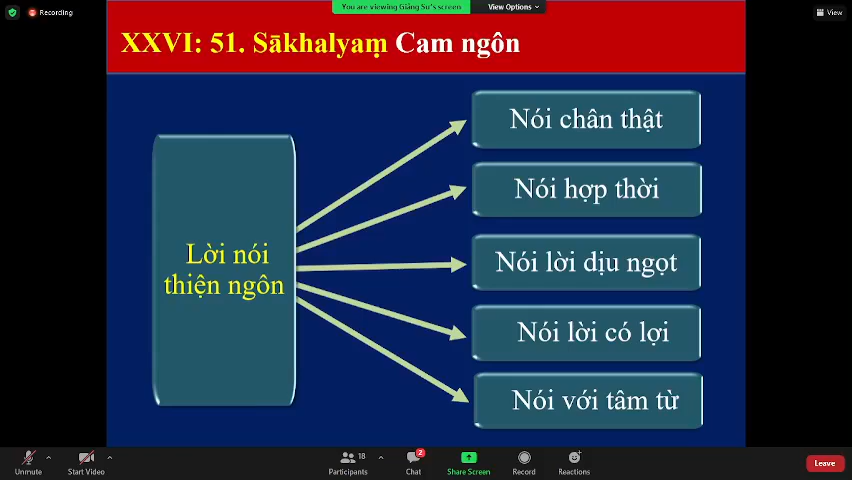 You are viewing Giảng Sư's screen
View Options
Recording
View
XXVI: 51. Sākhalyaṃ Cam ngôn
Nói chân thật
Nói hợp thời
Lời nói
thiện ngôn
Nói lời dịu ngọt
Nói lời có lợi
Nói với tâm từ
Unmute
Start Video
18
Participants
2
Chat
Share Screen
Record
Reactions
Leave